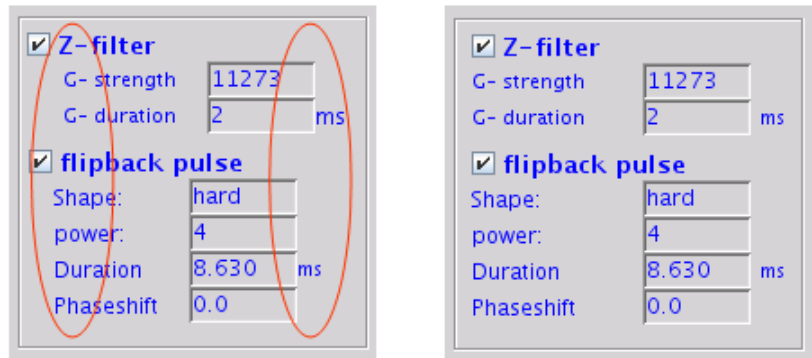 Z-filter
G- strength 11273
G- duration 2 ms
flipback pulse
Shape: hard
power: 4
Duration 8.630 ms
Phaseshift 0.0
Z-filter
G- strength 11273
G- duration 2 ms
flipback pulse
Shape: hard
power: 4
Duration 8.630 ms
Phaseshift 0.0